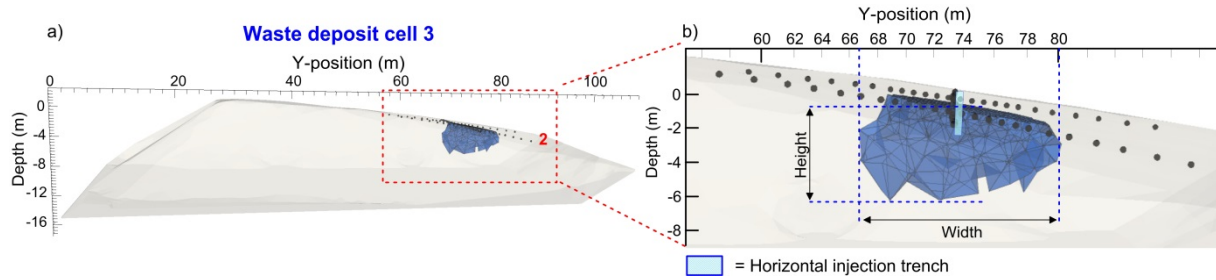 a)
Waste deposit cell 3
Y-position (m)
0 20 40 60 80 100
Depth (m)
0
-4
-8
-12
-16
2
b)
Y-position (m)
60 62 64 66 68 70 72 74 76 78 80
Depth (m)
0
-2
-4
-6
-8
Height
Width
= Horizontal injection trench